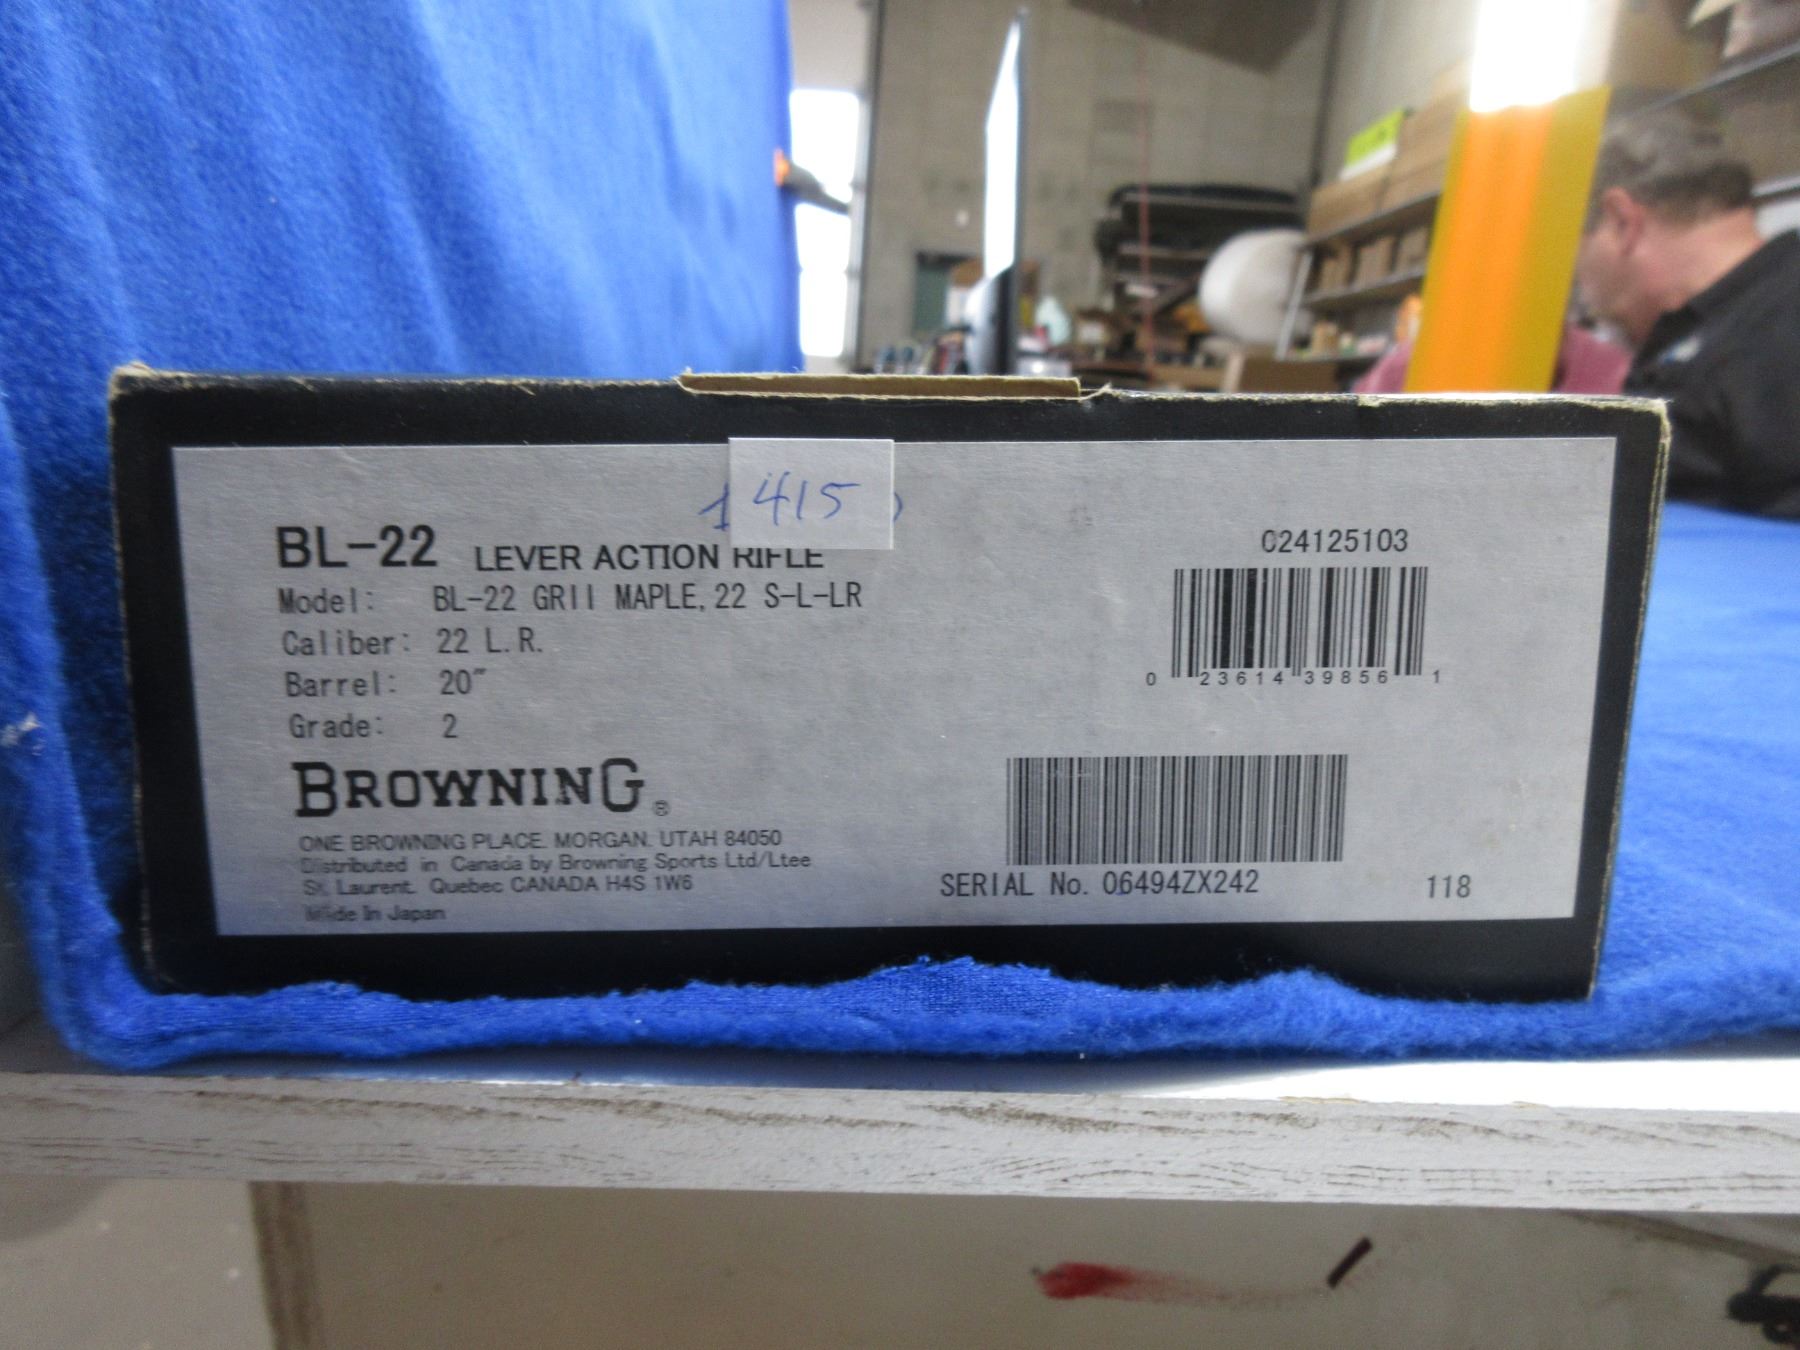 415
BL-22 LEVER ACTION RIFLE
024125103
Model: BL-22 GRII MAPLE, 22 S-L-LR
Caliber: 22 L.R.
Barrel: 20"
0 23614 39856 1
Grade: 2
BROWNING®
ONE BROWNING PLACE. MORGAN. UTAH 84050
Distributed in Canada by Browning Sports Ltd/Ltee
St. Laurent. Quebec CANADA H4S 1W6
Made In Japan
SERIAL No. 06494ZX242
118